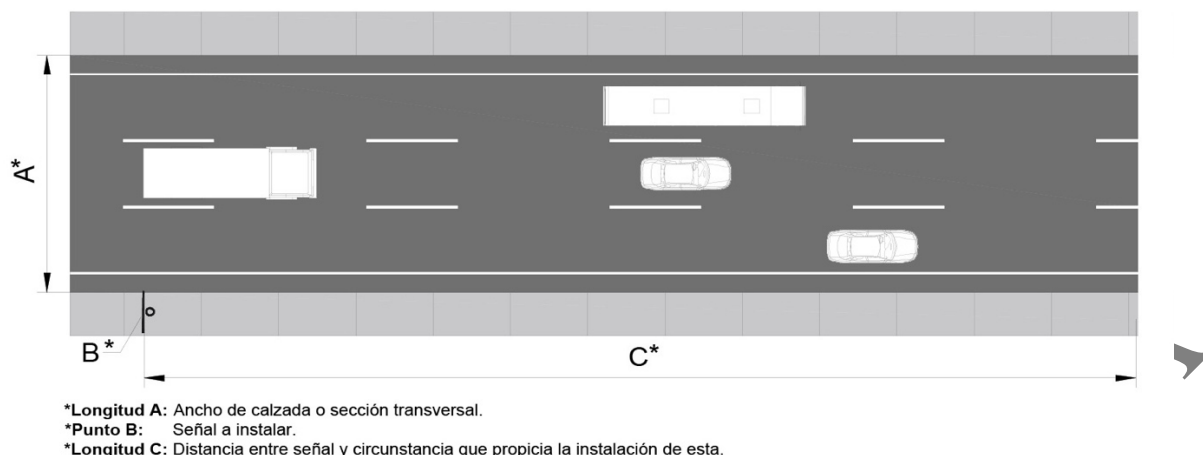 A*
B*
C*
*Longitud A: Ancho de calzada o sección transversal.
*Punto B: Señal a instalar.
*Longitud C: Distancia entre señal y circunstancia que propicia la instalación de esta.